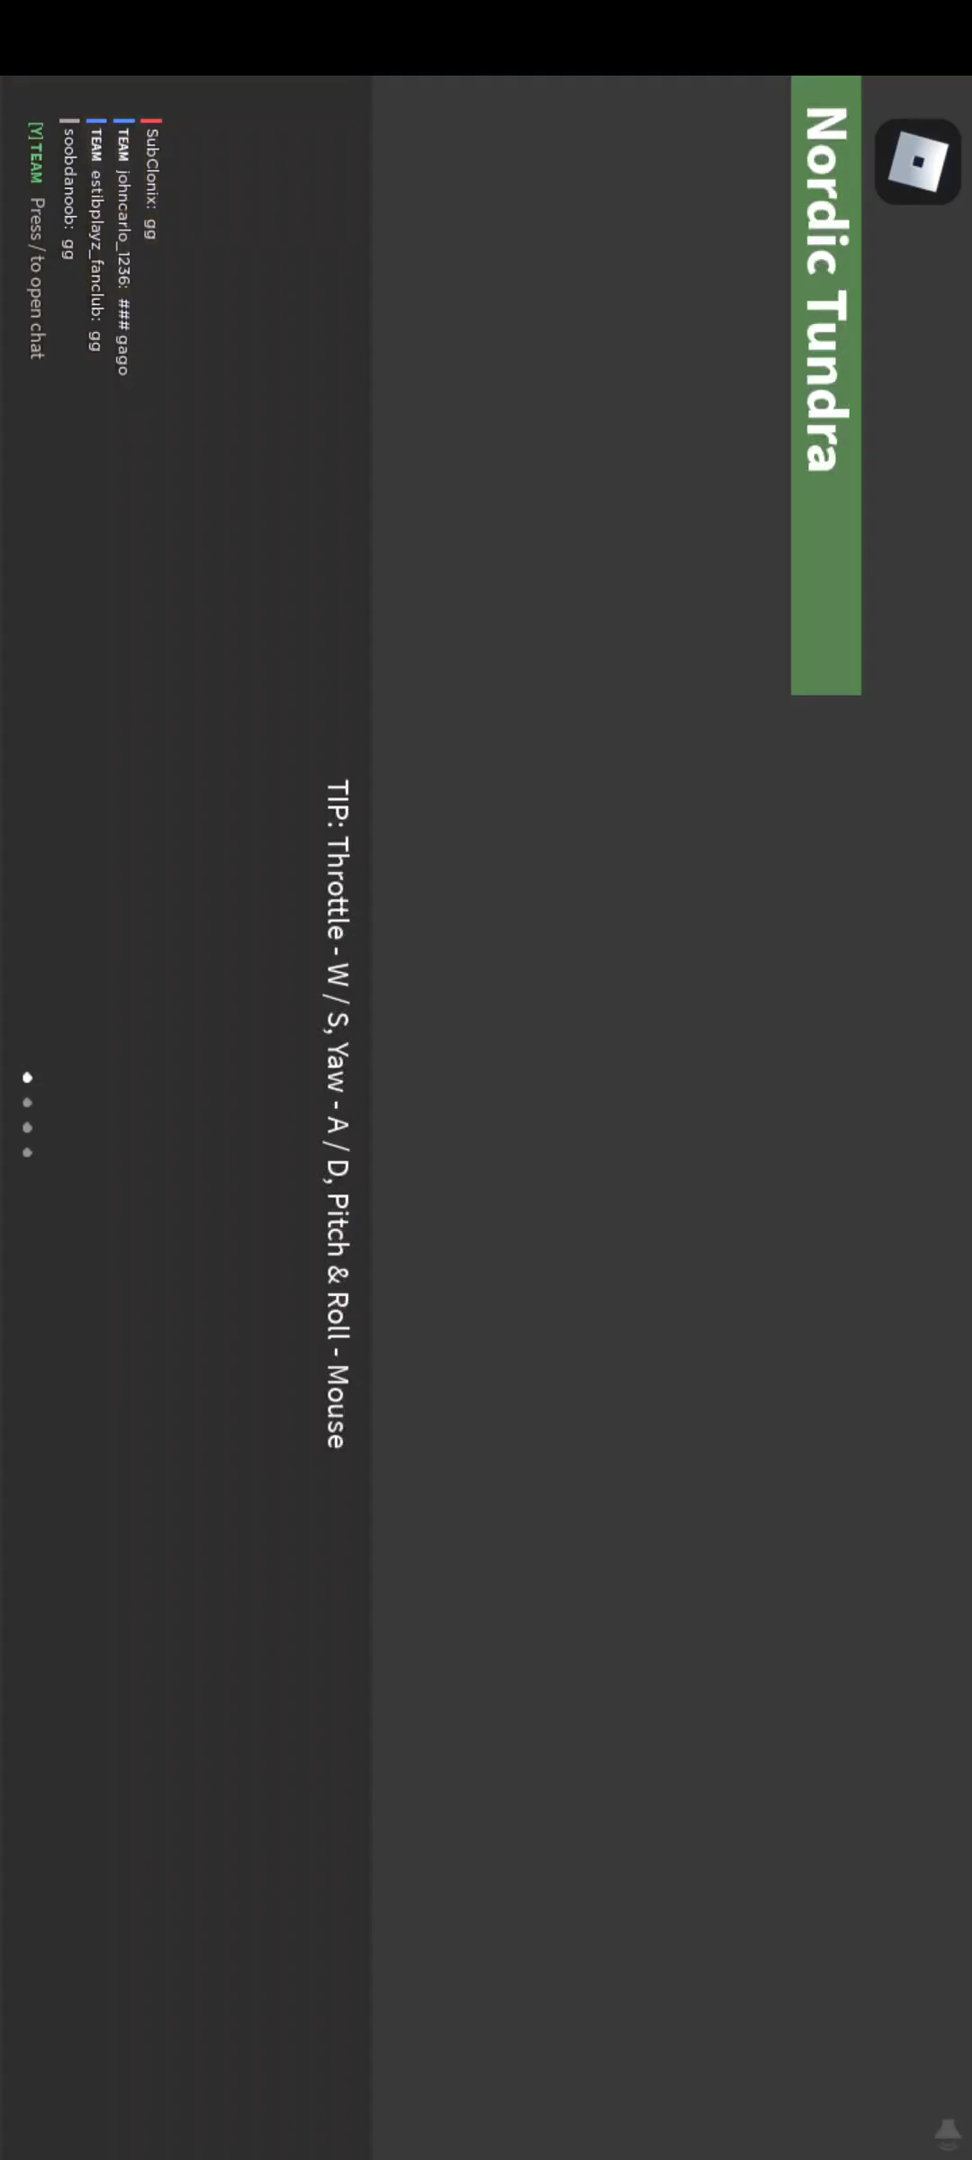 Nordic Tundra
TIP: Throttle - W / S, Yaw - A / D, Pitch & Roll - Mouse
SubClonix: gg
TEAM johncarlo_1236: ### gago
TEAM estibplayz_fanclub: gg
soobdanoob: gg
[Y]TEAM Press / to open chat